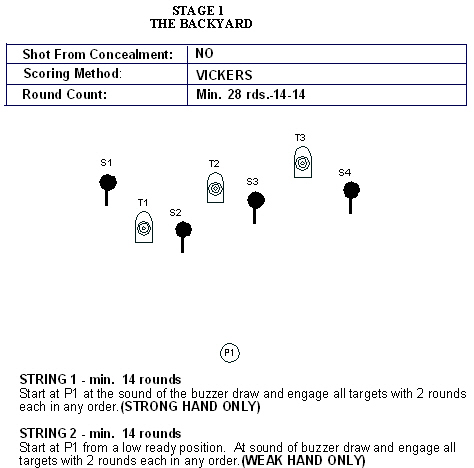 STAGE 1
THE BACKYARD
Shot From Concealment: NO
Scoring Method: VICKERS
Round Count: Min. 28 rds.-14-14
T3
S1
T2
S4
S3
T1
S2
P1
STRING 1 - min. 14 rounds
Start at P1 at the sound of the buzzer draw and engage all targets with 2 rounds
each in any order.(STRONG HAND ONLY)
STRING 2 - min. 14 rounds
Start at P1 from a low ready position. At sound of buzzer draw and engage all
targets with 2 rounds each in any order.(WEAK HAND ONLY)